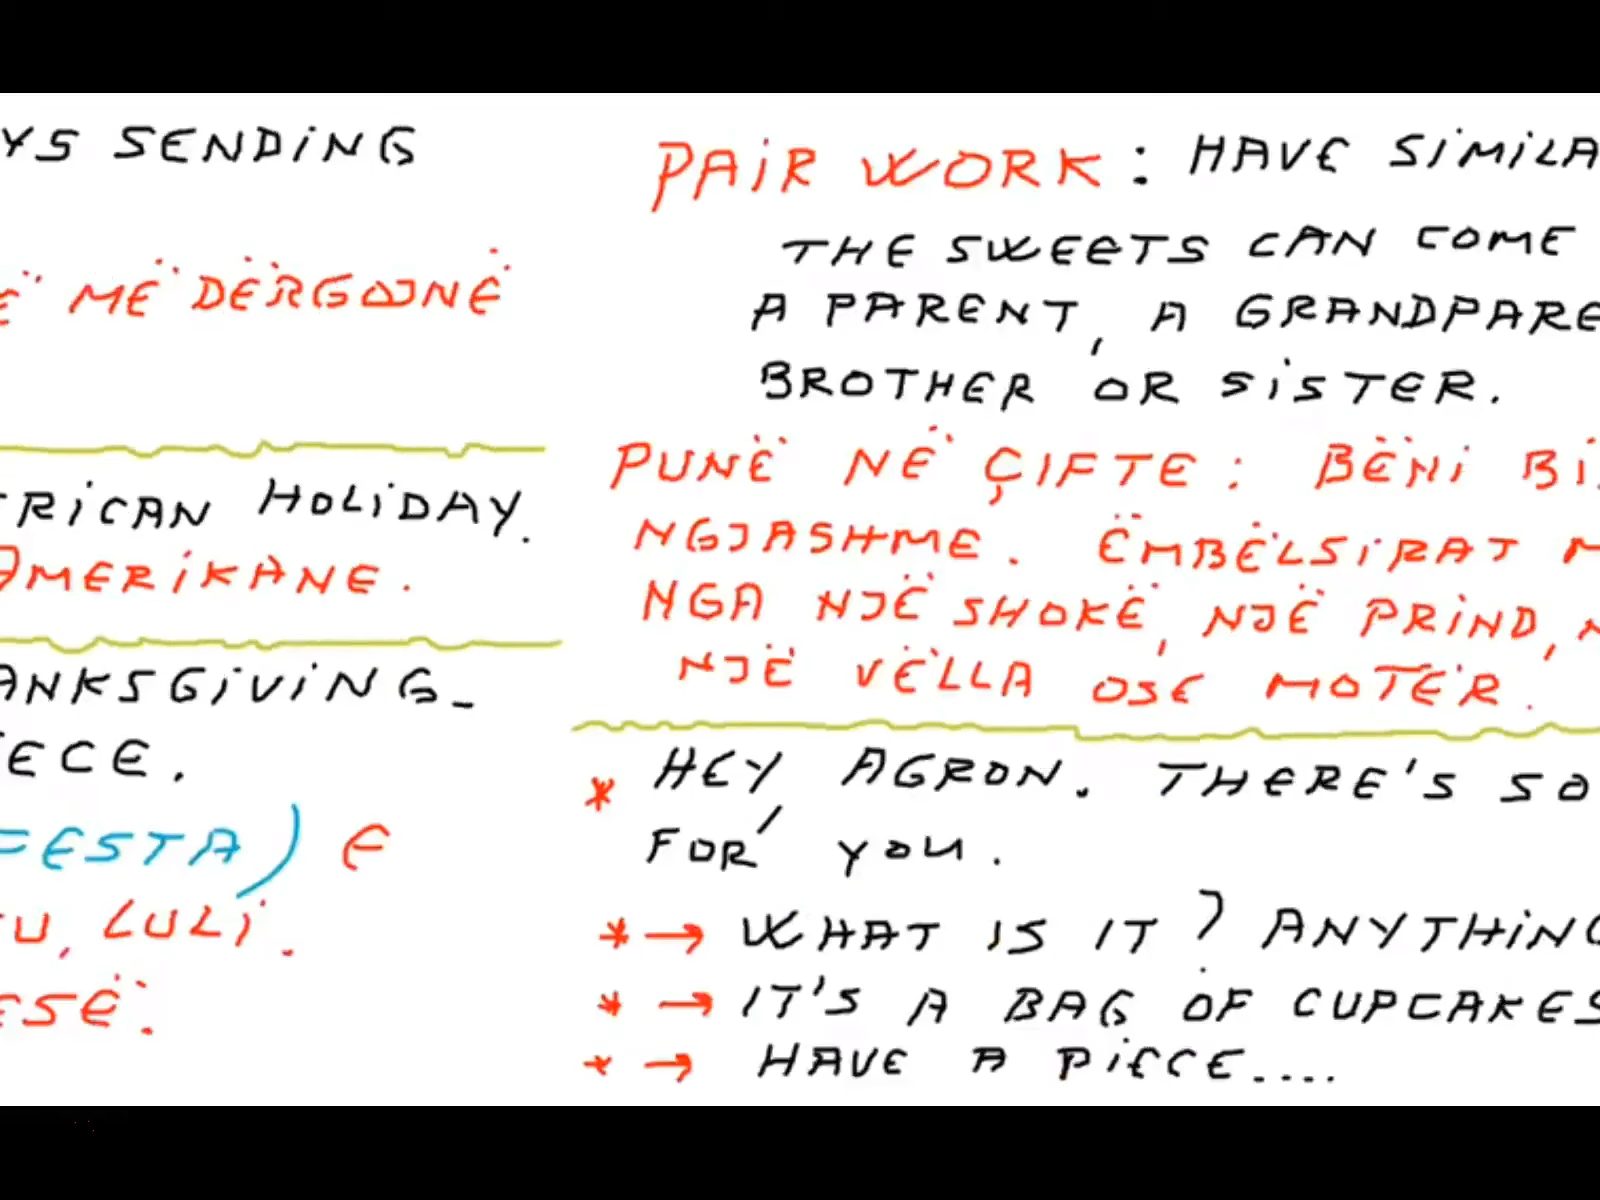 YS SENDING
Ë MË DËRGOJNË
RICAN HOLIDAY.
AMERIKANE.
ANKSGIVING-
ECE.
FESTA) E
U, LULI.
ESË.
PAIR WORK: HAVE SIMILA
THE SWEETS CAN COME
A PARENT, A GRANDPARE
BROTHER OR SISTER.
PUNË NË ÇIFTE: BËNI BI
NGJASHME. ËMBËLSIRAT M
NGA NJË SHOKË, NJË PRIND, N
NJË VËLLA OSE MOTËR.
* HEY, AGRON. THERE'S SO
FOR YOU.
* → WHAT IS IT? ANYTHING
* → IT'S A BAG OF CUPCAKES
* → HAVE A PIECE....